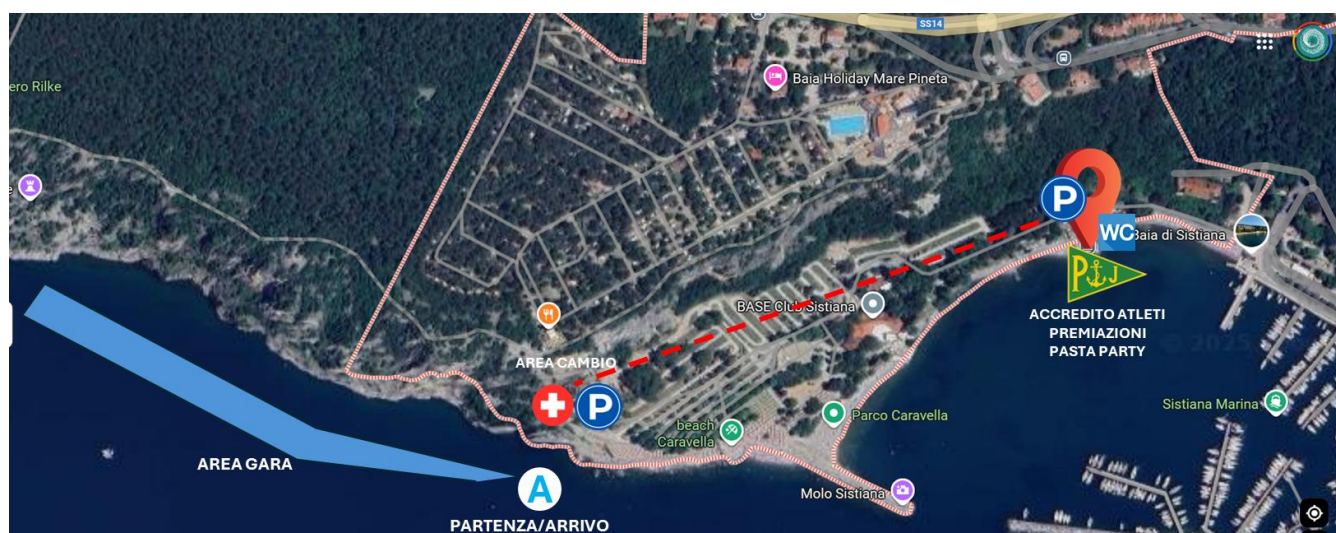 SS14
ero Rilke
Baia Holiday Mare Pineta
P
WC
Baia di Sistiana
P J
BASE Club Sistiana
ACCREDITO ATLETI
PREMIAZIONI
PASTA PARTY
© 2025
AREA CAMBIO
P
Parco Caravella
Sistiana Marina
beach
Caravella
AREA GARA
A
Molo Sistiana
PARTENZA/ARRIVO